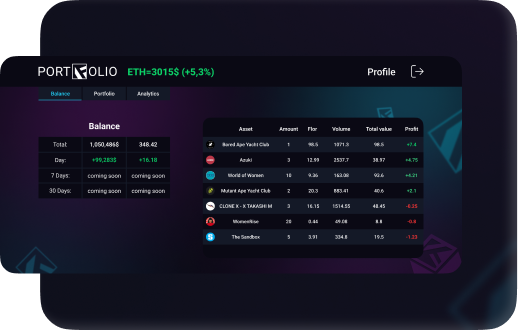 PORTFOLIO ETH=3015$ (+5,3%) Profile
Balance Portfolio Analytics
Balance
Total: 1,050,486$ 348.42
Day: +99,283$ +16.18
7 Days: coming soon coming soon
30 Days: coming soon coming soon
Asset Amount Flor Volume Total value Profit
Bored Ape Yacht Club 1 98.5 1071.3 98.5 +7.4
Azuki 3 12.99 2537.7 38.97 +4.75
World of Women 10 9.36 163.08 93.6 +4.21
Mutant Ape Yacht Club 2 20.3 883.41 40.6 +2.1
CLONE X - X TAKASHI M 3 16.15 1514.55 48.45 -0.25
WomenRise 20 0.44 49.08 8.8 -0.8
The Sandbox 5 3.91 334.8 19.5 -1.23